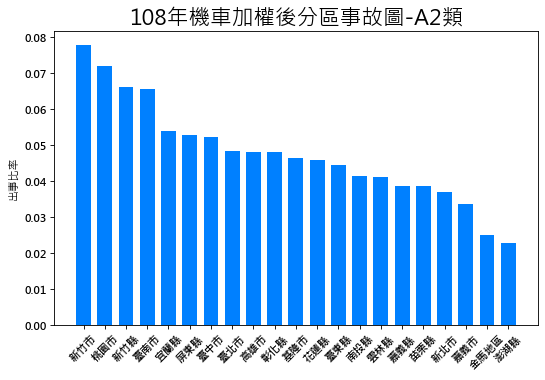 108年機車加權後分區事故圖-A2類
出事比率
0.08
0.07
0.06
0.05
0.04
0.03
0.02
0.01
0.00
新竹市
桃園市
新竹縣
臺南市
宜蘭縣
屏東縣
臺中市
臺北市
高雄市
彰化縣
基隆市
花蓮縣
臺東縣
南投縣
雲林縣
嘉義縣
苗栗縣
新北市
嘉義市
金馬地區
澎湖縣